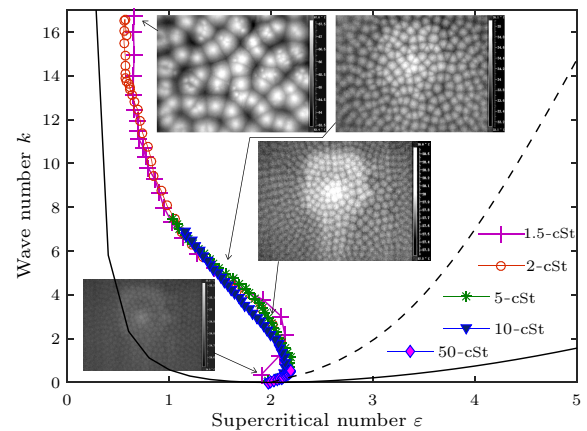 16
14
12
10
8
6
4
2
0
Wave number k
1.5-cSt
2-cSt
5-cSt
10-cSt
50-cSt
0 1 2 3 4 5
Supercritical number ε